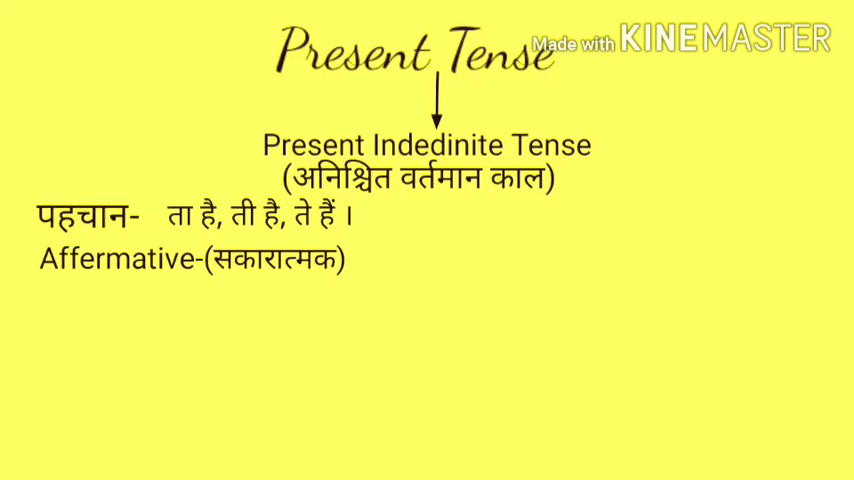 Present Tense
Made with KINEMASTER
Present Indedinite Tense
(अनिश्चित वर्तमान काल)
पहचान- ता है, ती है, ते हैं ।
Affermative-(सकारात्मक)